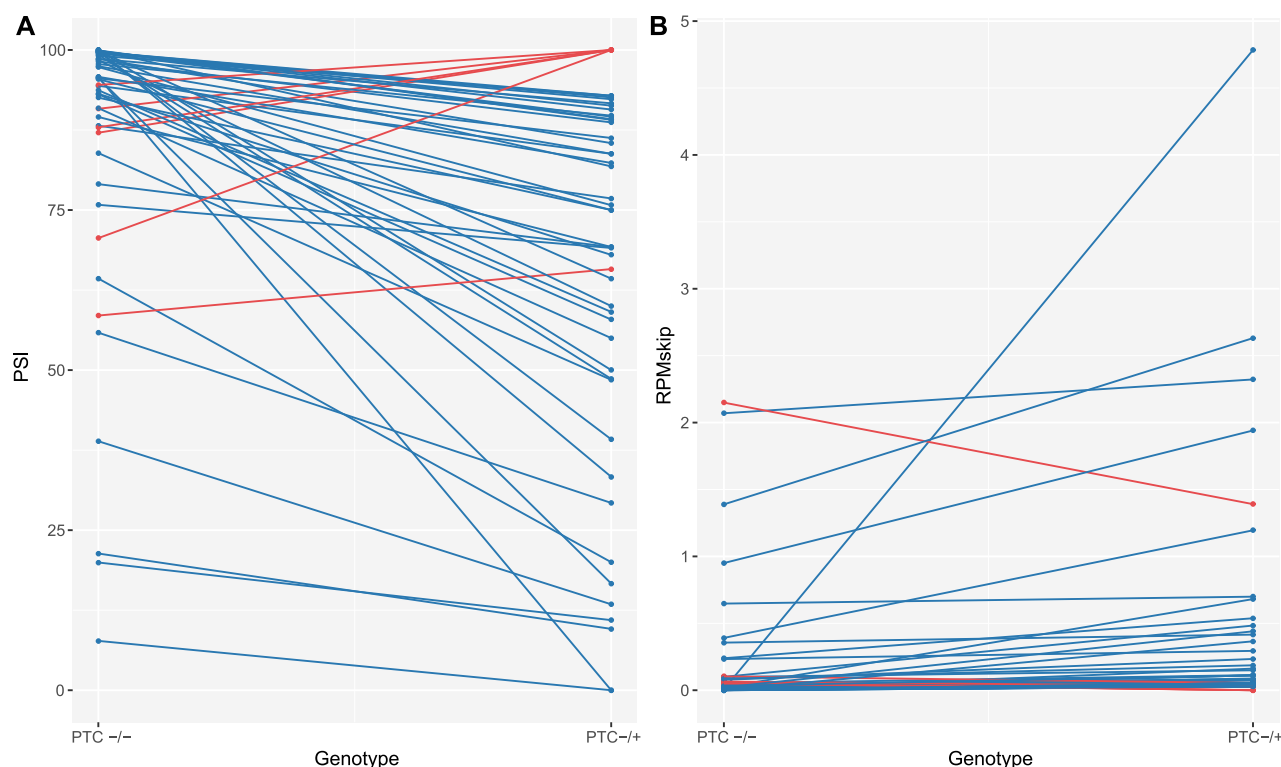 A
PSI
100
75
50
25
0
PTC −/−
PTC−/+
Genotype
B
RPMskip
5
4
3
2
1
0
PTC −/−
PTC−/+
Genotype